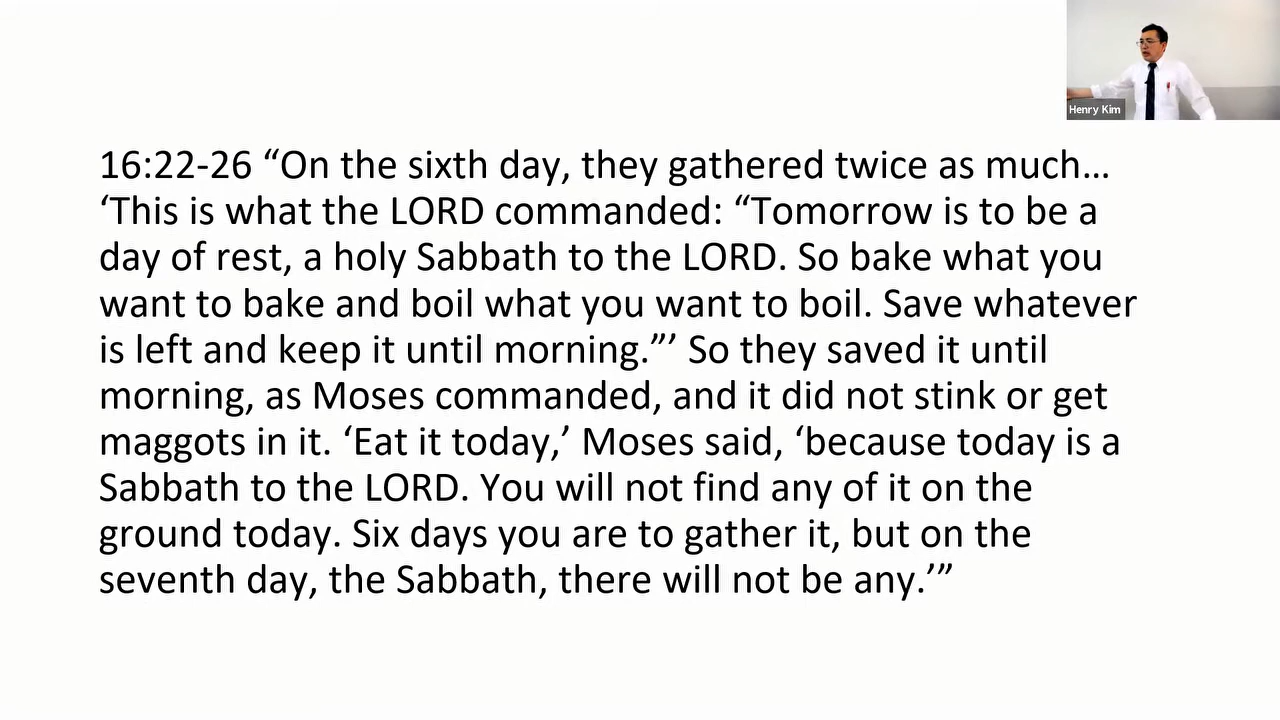 Henry Kim
16:22-26 “On the sixth day, they gathered twice as much…
‘This is what the LORD commanded: “Tomorrow is to be a
day of rest, a holy Sabbath to the LORD. So bake what you
want to bake and boil what you want to boil. Save whatever
is left and keep it until morning.”’ So they saved it until
morning, as Moses commanded, and it did not stink or get
maggots in it. ‘Eat it today,’ Moses said, ‘because today is a
Sabbath to the LORD. You will not find any of it on the
ground today. Six days you are to gather it, but on the
seventh day, the Sabbath, there will not be any.’”